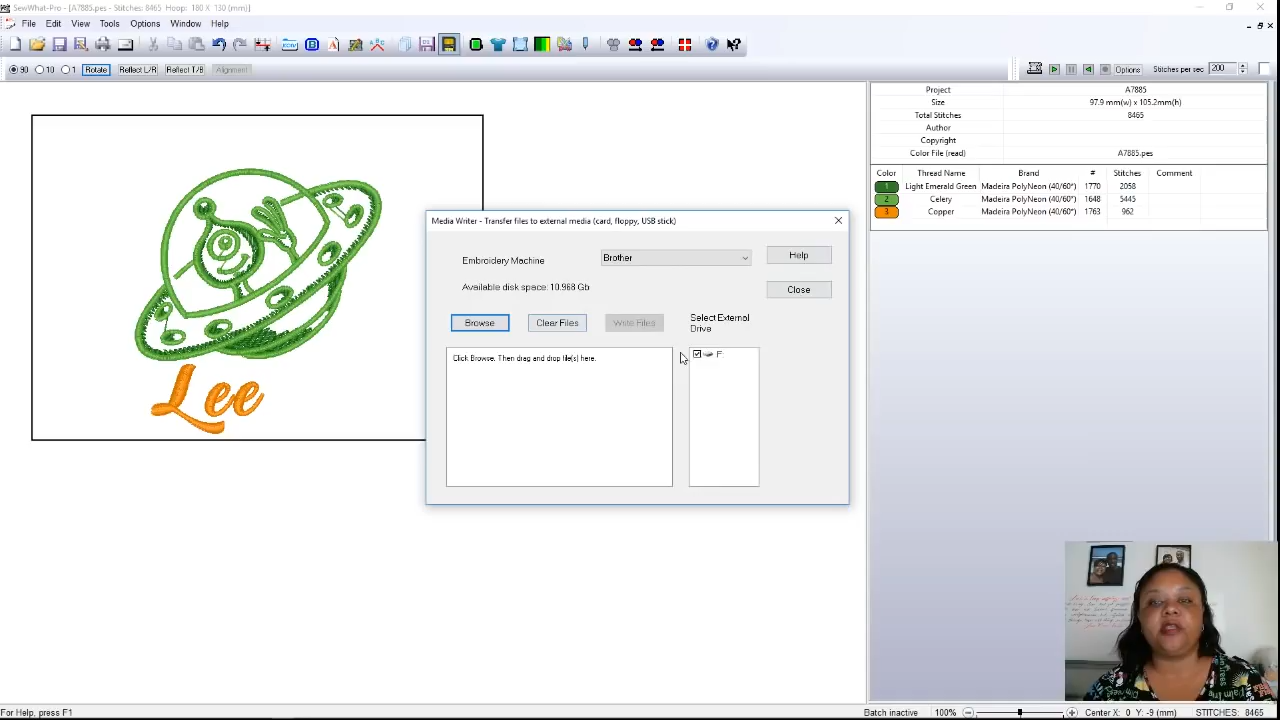 SewWhat-Pro - [A7885.pes - Stitches: 8465 Hoop: 180 X 130 (mm)]
File Edit View Tools Options Window Help
90 10 1 Rotate Reflect L/R Reflect T/B Alignment
Options Stitches per sec 200
Project A7885
Size 97.9 mm(w) x 105.2mm(h)
Total Stitches 8465
Author
Copyright
Color File (read) A7885.pes
Color Thread Name Brand # Stitches Comment
1 Light Emerald Green Madeira PolyNeon (40/60*) 1770 2058
2 Celery Madeira PolyNeon (40/60*) 1648 5445
3 Copper Madeira PolyNeon (40/60*) 1763 962
Lee
Media Writer - Transfer files to external media (card, floppy, USB stick)
Embroidery Machine Brother Help
Available disk space: 10.968 Gb Close
Browse Clear Files Write Files Select External Drive
Click Browse. Then drag and drop file(s) here.
F:
For Help, press F1
Batch inactive 100% Center X: 0 Y: -9 (mm) STITCHES: 8465